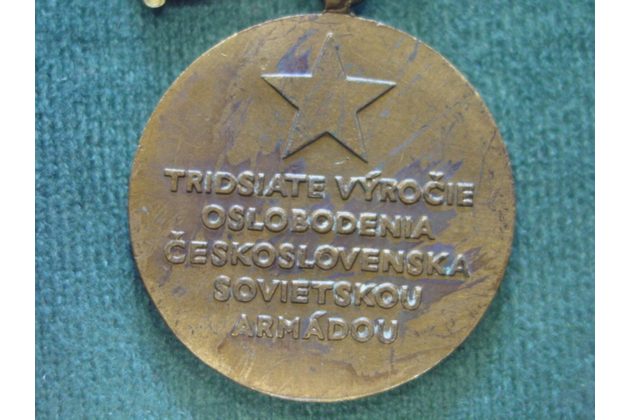 TRIDSIATE VÝROČIE
OSLOBODENIA
ČESKOSLOVENSKA
SOVIETSKOU
ARMÁDOU